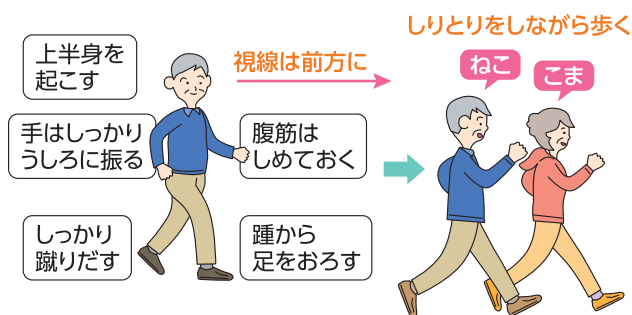 上半身を
起こす
視線は前方に
手はしっかり
うしろに振る
腹筋は
しめておく
しっかり
蹴りだす
踵から
足をおろす
しりとりをしながら歩く
ねこ
こま